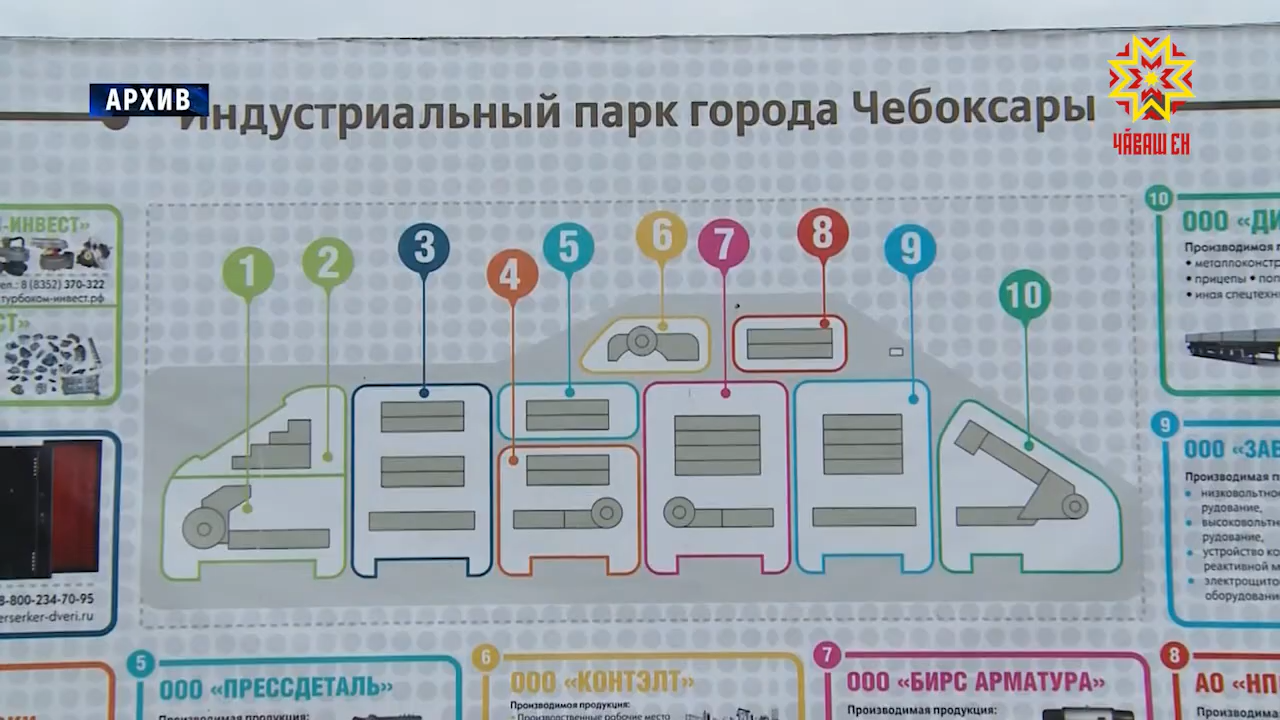 АРХИВ
Индустриальный парк города Чебоксары
ЧӐВАШ ЕН
1
2
3
4
5
6
7
8
9
10
-ИНВЕСТ»
тел.: 8 (8352) 370-322
турбоком-инвест.рф
СТ»
8-800-234-70-95
erserker-dveri.ru
10
ООО «ДИ
Производимая п
• металлоконстр
• прицепы • пол
• иная спецтехн
9
ООО «ЗАВ
Производимая п
• низковольтно
рудование,
• высоковольтн
рудование,
• устройство ко
реактивной м
• электрощито
оборудовани
5
ООО «ПРЕССДЕТАЛЬ»
Производимая продукция:
6
ООО «КОНТЭЛТ»
Производимая продукция:
- Производственные рабочие место
7
ООО «БИРС АРМАТУРА»
Производимая продукция:
8
АО «НП
Производимая